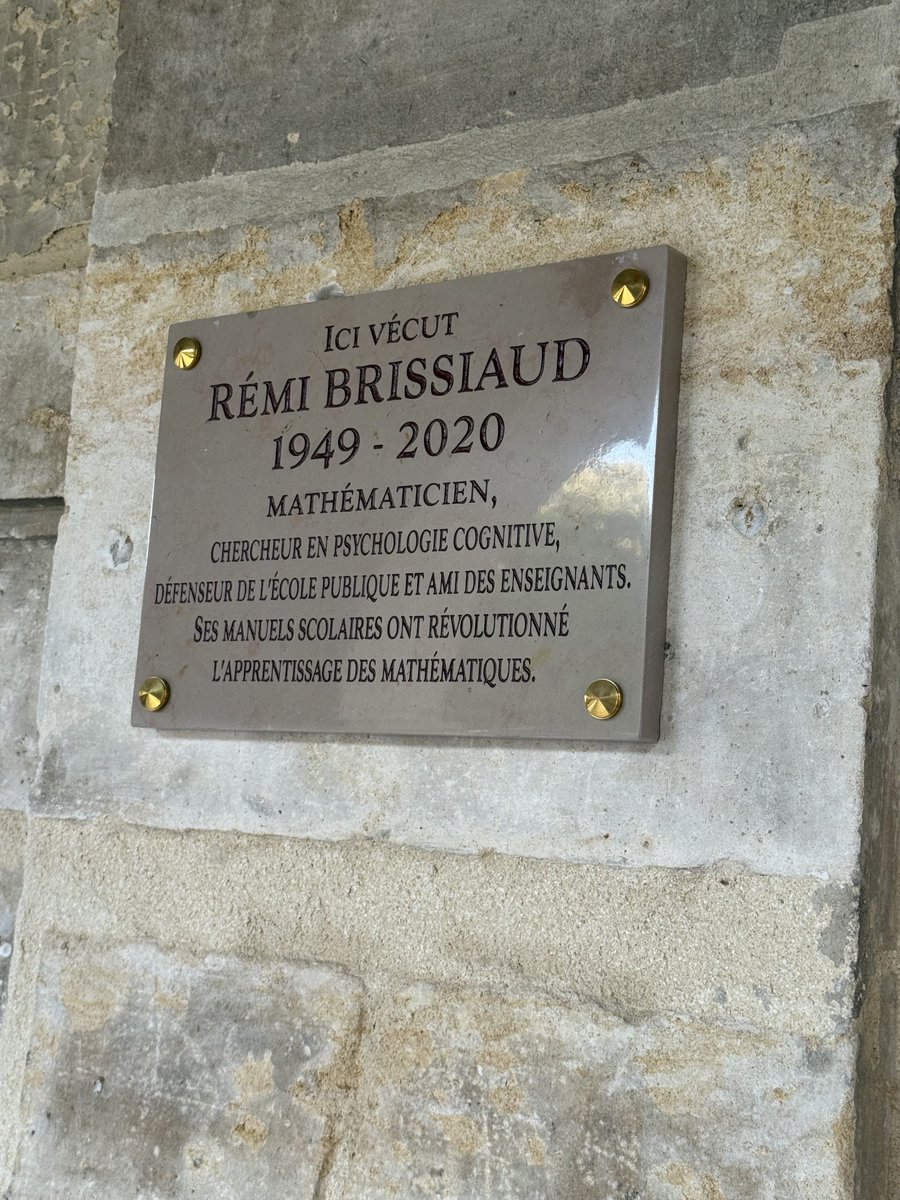 Ici vécut
RÉMI BRISSIAUD
1949 - 2020
MATHÉMATICIEN,
CHERCHEUR EN PSYCHOLOGIE COGNITIVE,
DÉFENSEUR DE L'ÉCOLE PUBLIQUE ET AMI DES ENSEIGNANTS.
SES MANUELS SCOLAIRES ONT RÉVOLUTIONNÉ
L'APPRENTISSAGE DES MATHÉMATIQUES.